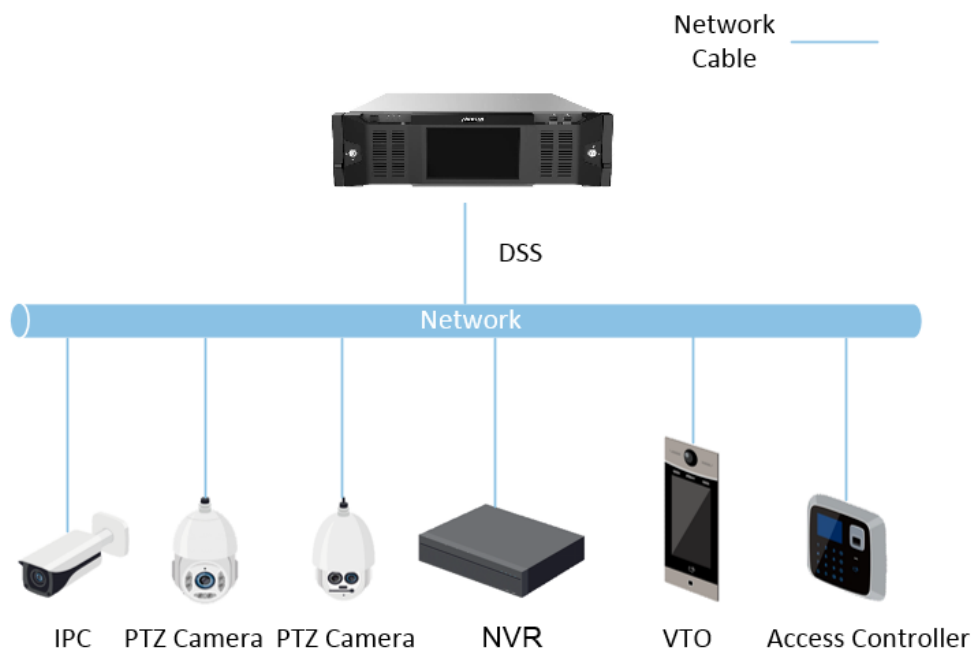 Network
Cable
DSS
Network
IPC
PTZ Camera
PTZ Camera
NVR
VTO
Access Controller